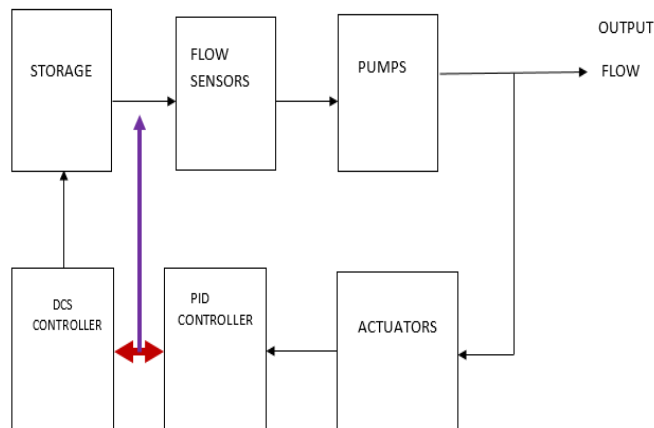 STORAGE
FLOW
SENSORS
PUMPS
OUTPUT
FLOW
DCS
CONTROLLER
PID
CONTROLLER
ACTUATORS